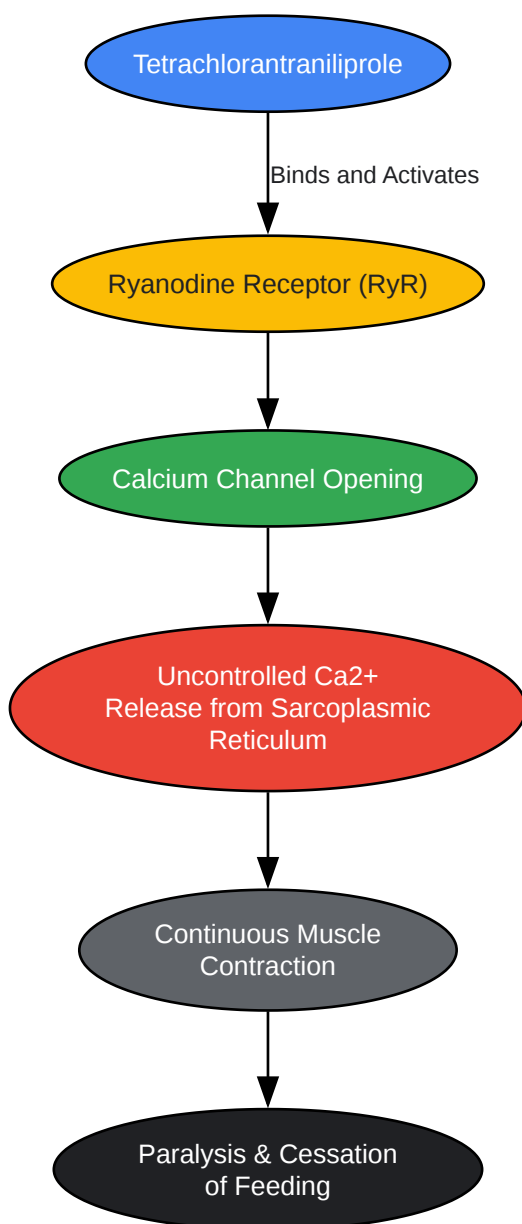 Tetrachlorantraniliprole
Binds and Activates
Ryanodine Receptor (RyR)
Calcium Channel Opening
Uncontrolled Ca2+
Release from Sarcoplasmic
Reticulum
Continuous Muscle
Contraction
Paralysis & Cessation
of Feeding